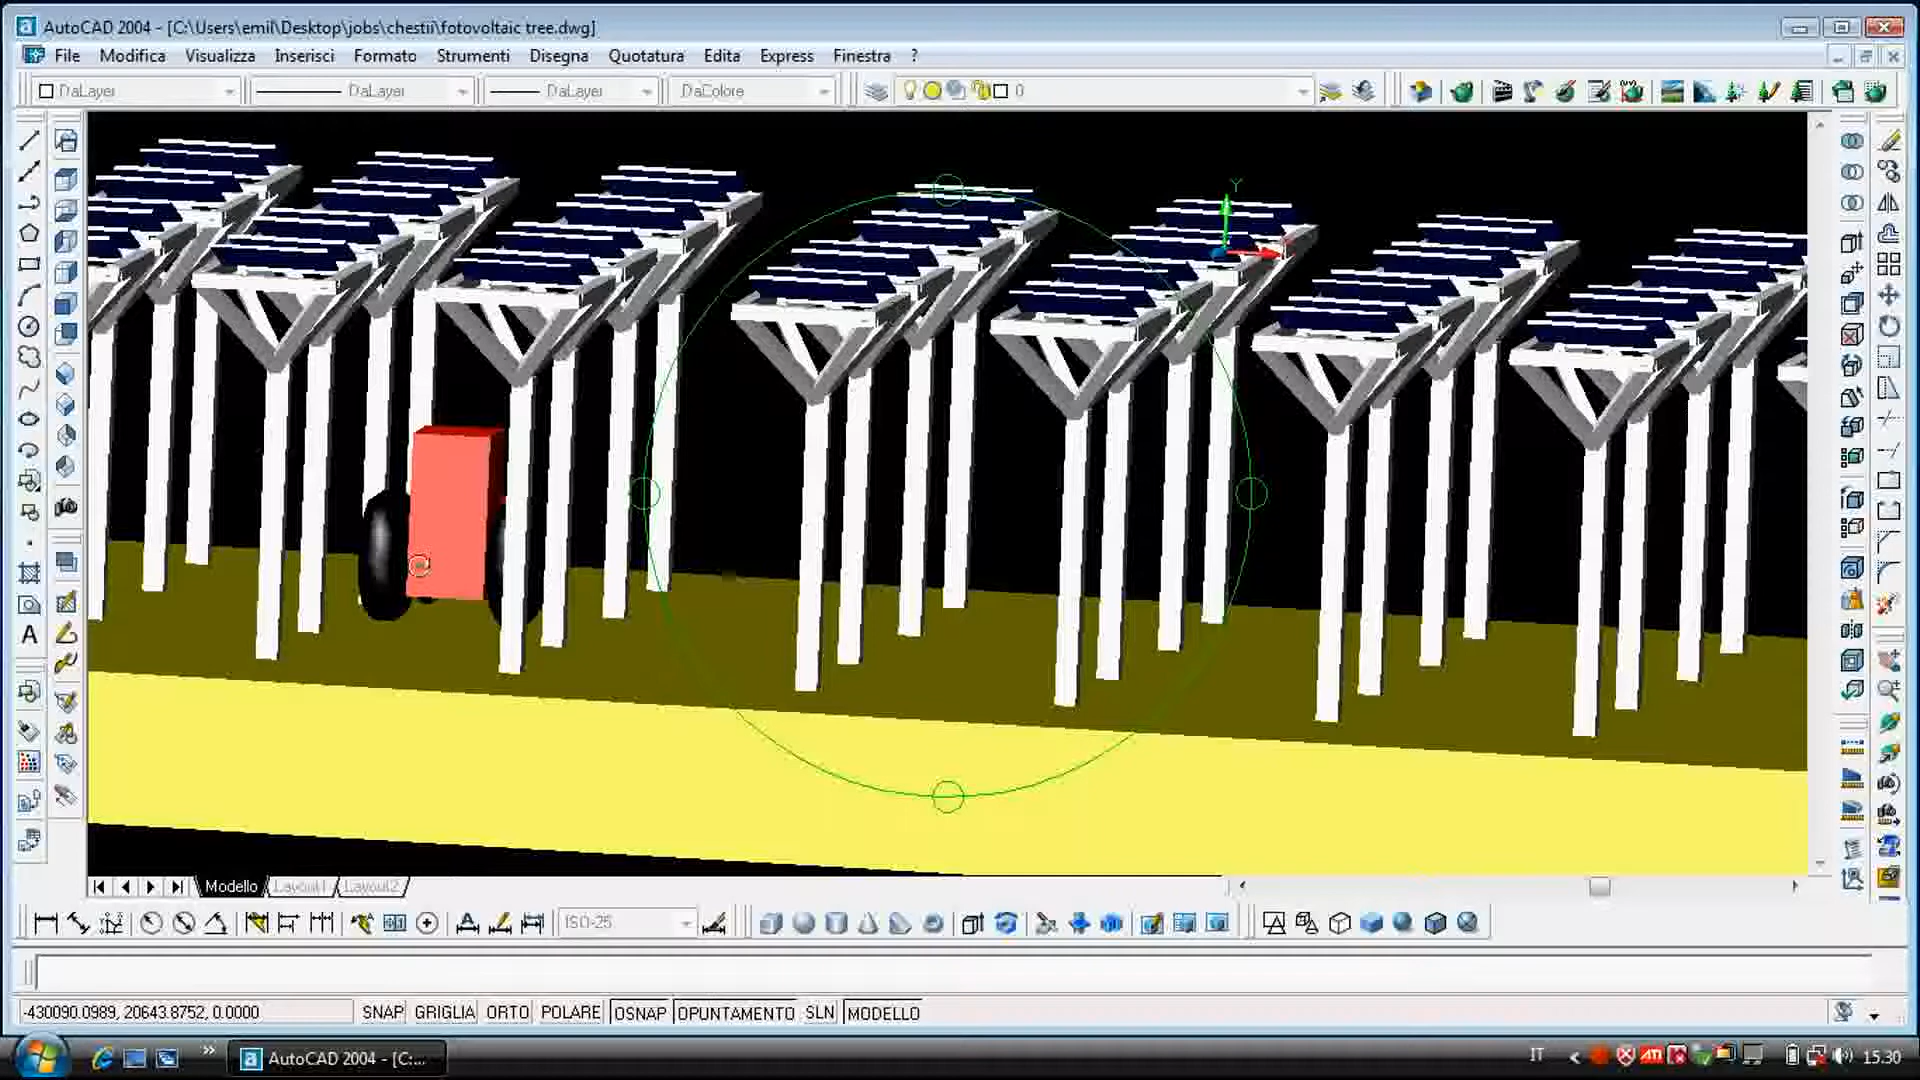 AutoCAD 2004 - [C:\Users\emil\Desktop\jobs\chestii\fotovoltaic tree.dwg]
File Modifica Visualizza Inserisci Formato Strumenti Disegna Quotatura Edita Express Finestra ?
DaLayer DaLayer DaLayer DaColore 0
Y
A
Modello Layout1 Layout2
ISO-25
-430090.0989, 20643.8752, 0.0000 SNAP GRIGLIA ORTO POLARE OSNAP OPUNTAMENTO SLN MODELLO
AutoCAD 2004 - [C:... IT 15.30